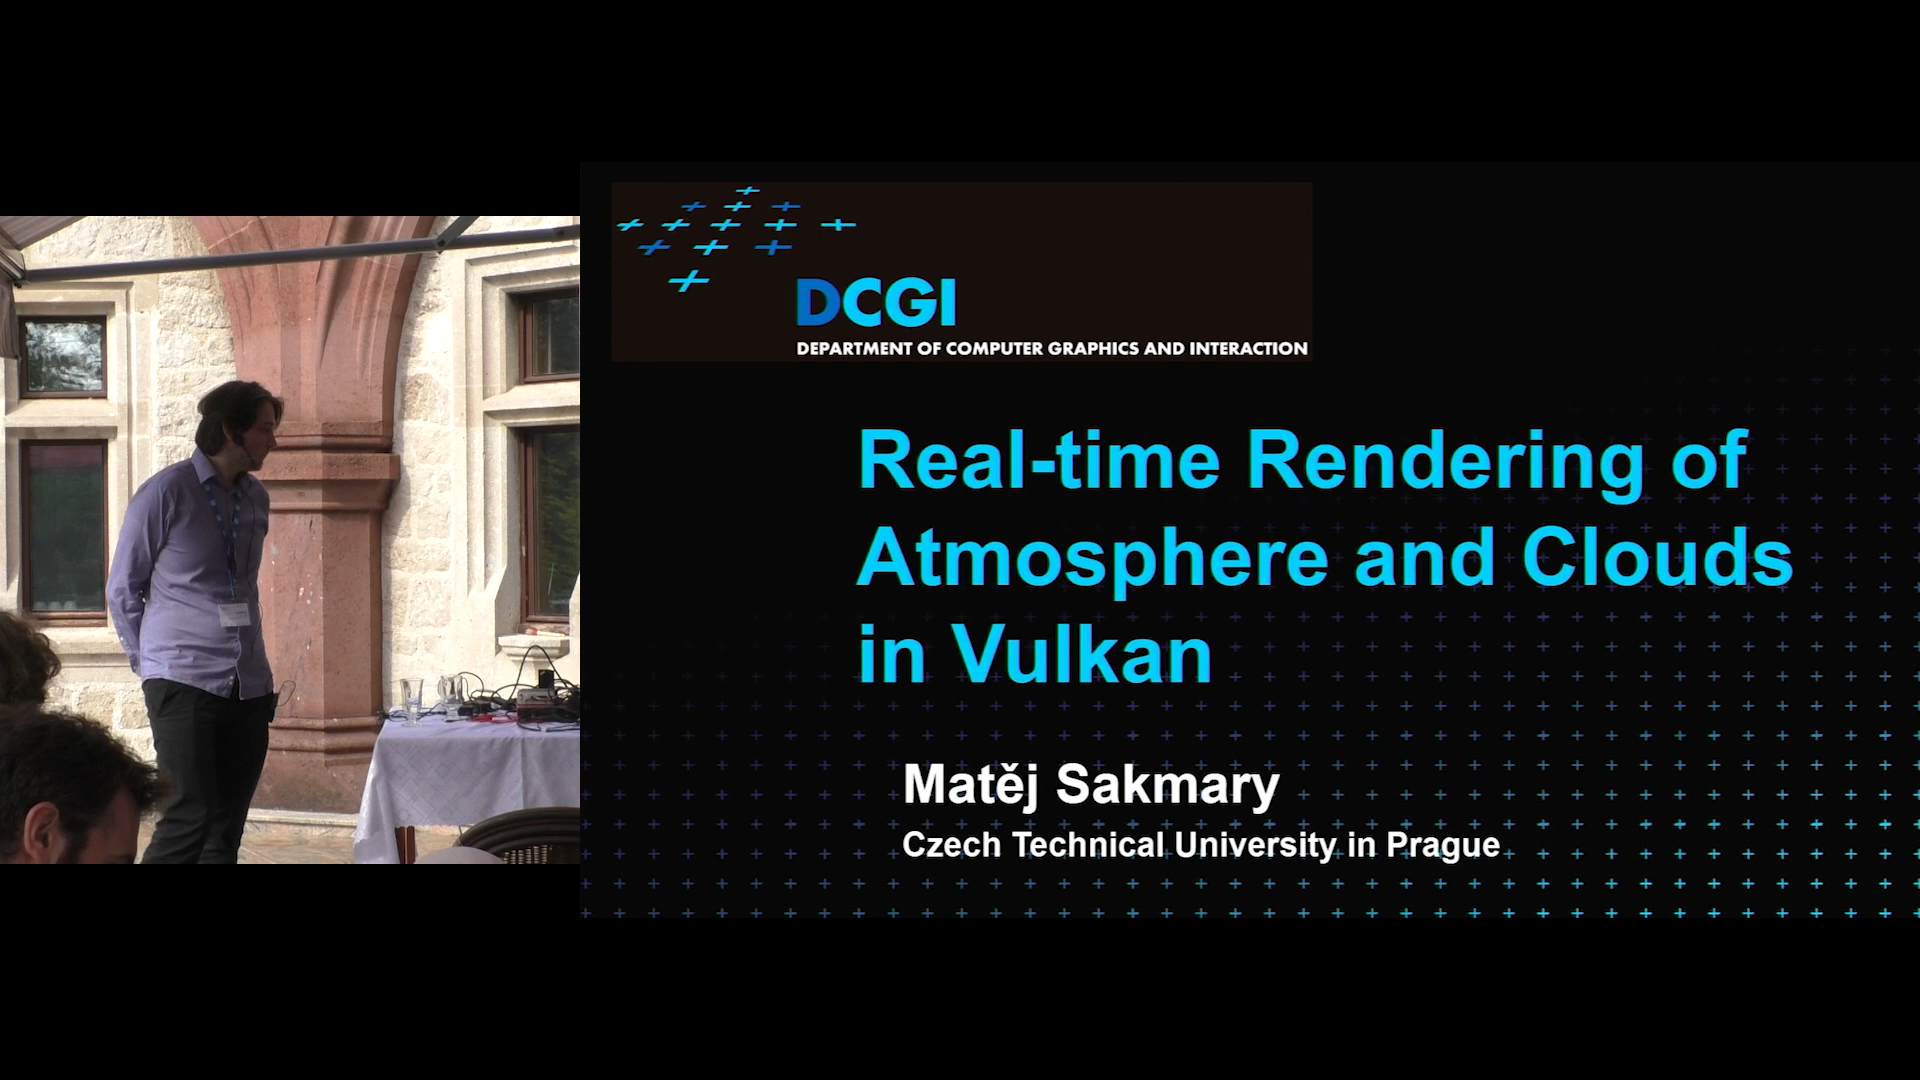 DCGI
DEPARTMENT OF COMPUTER GRAPHICS AND INTERACTION
Real-time Rendering of
Atmosphere and Clouds
in Vulkan
Matěj Sakmary
Czech Technical University in Prague